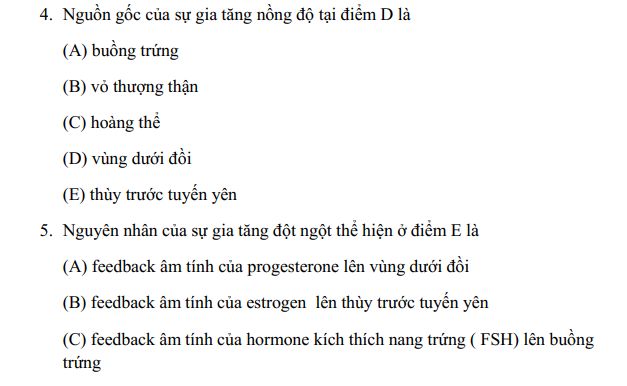 4. Nguồn gốc của sự gia tăng nồng độ tại điểm D là
(A) buồng trứng
(B) vỏ thượng thận
(C) hoàng thể
(D) vùng dưới đồi
(E) thùy trước tuyến yên
5. Nguyên nhân của sự gia tăng đột ngột thể hiện ở điểm E là
(A) feedback âm tính của progesterone lên vùng dưới đồi
(B) feedback âm tính của estrogen lên thùy trước tuyến yên
(C) feedback âm tính của hormone kích thích nang trứng ( FSH) lên buồng
trứng